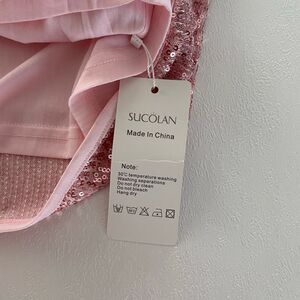 SUCOLAN
Made In China
Note:
30℃ temperature washing
Washing separations
Do not dry clean
Do not bleach
Hang dry